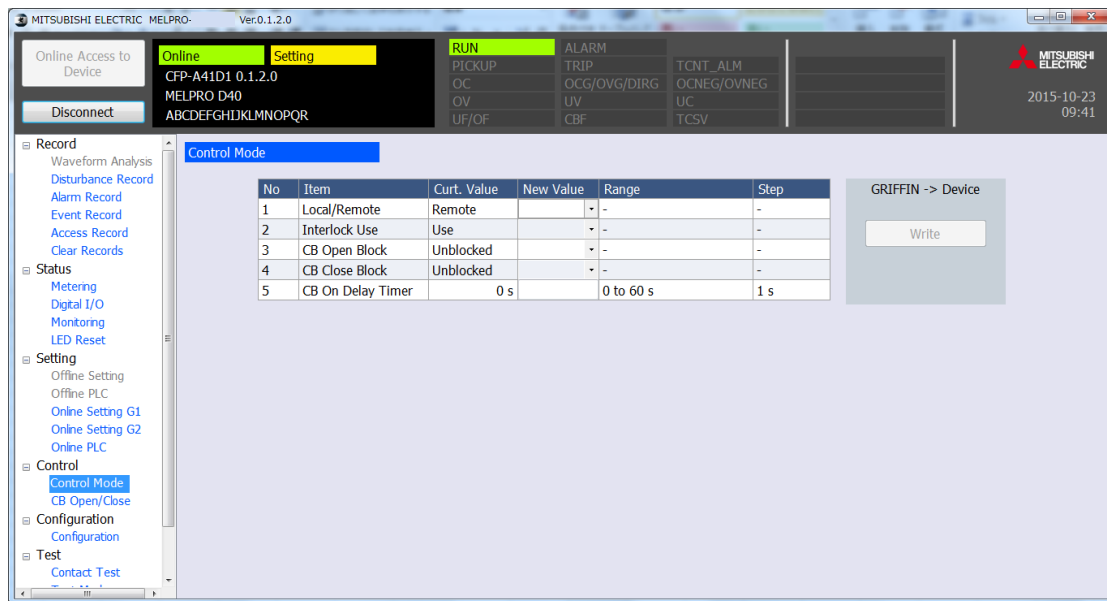 MITSUBISHI ELECTRIC MELPRO- Ver.0.1.2.0
Online Access to
Device
Disconnect
Online Setting
CFP-A41D1 0.1.2.0
MELPRO D40
ABCDEFGHIJKLMNOPQR
RUN ALARM
PICKUP TRIP TCNT_ALM
OC OCG/OVG/DIRG OCNEG/OVNEG
OV UV UC
UF/OF CBF TCSV
MITSUBISHI
ELECTRIC
2015-10-23
09:41
Record
Waveform Analysis
Disturbance Record
Alarm Record
Event Record
Access Record
Clear Records
Status
Metering
Digital I/O
Monitoring
LED Reset
Setting
Offline Setting
Offline PLC
Online Setting G1
Online Setting G2
Online PLC
Control
Control Mode
CB Open/Close
Configuration
Configuration
Test
Contact Test
Control Mode
No Item Curt. Value New Value Range Step
1 Local/Remote Remote - -
2 Interlock Use Use - -
3 CB Open Block Unblocked - -
4 CB Close Block Unblocked - -
5 CB On Delay Timer 0 s 0 to 60 s 1 s
GRIFFIN -> Device
Write